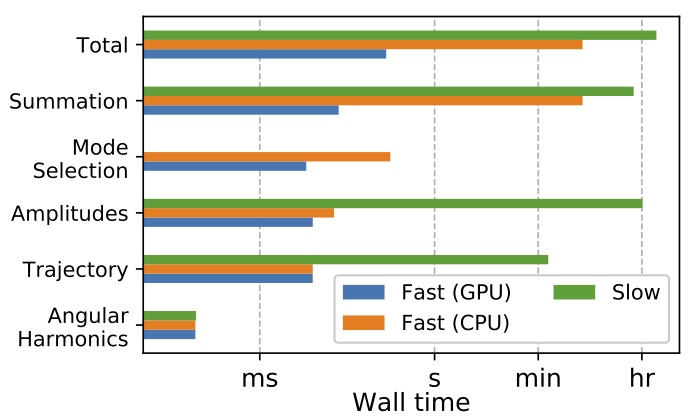 Total
Summation
Mode
Selection
Amplitudes
Trajectory
Angular
Harmonics
Fast (GPU)
Slow
Fast (CPU)
ms
s
min
hr
Wall time